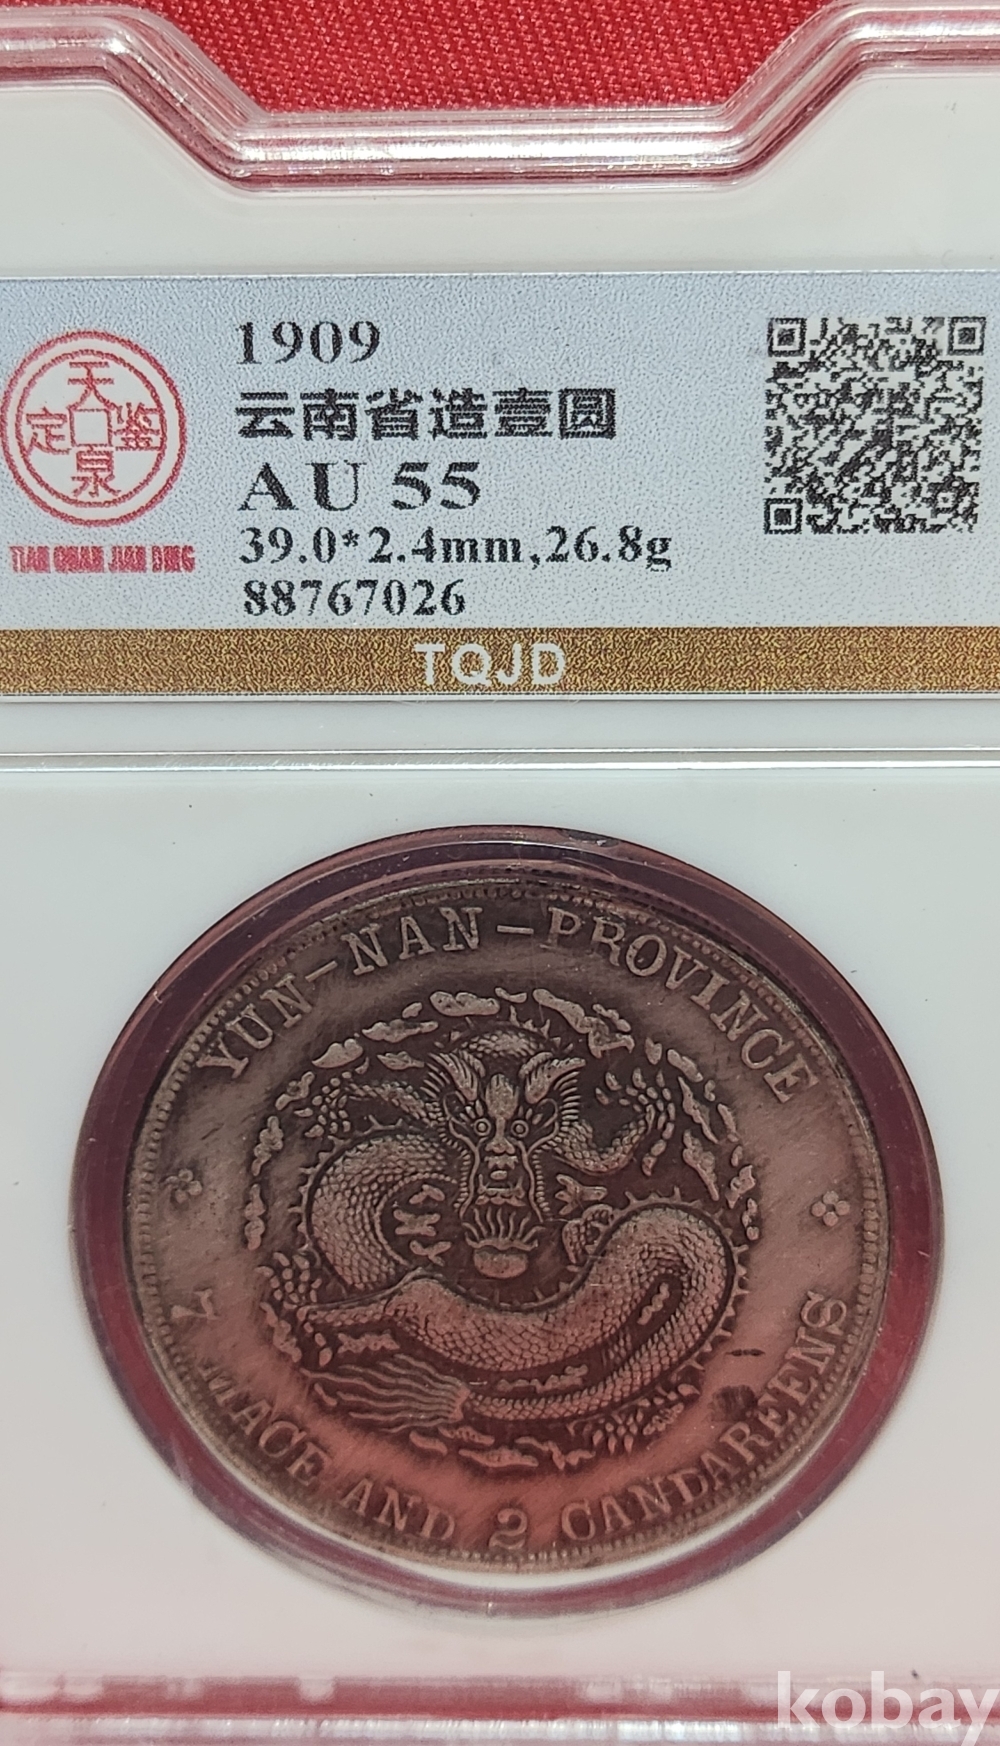 1909
云南省造壹圆
AU 55
39.0*2.4mm,26.8g
88767026
天泉鉴定
TIAN QUAN JIAN DING
TQJD
YUN-NAN-PROVINCE
7 MACE AND 2 CANDAREENS
kobay